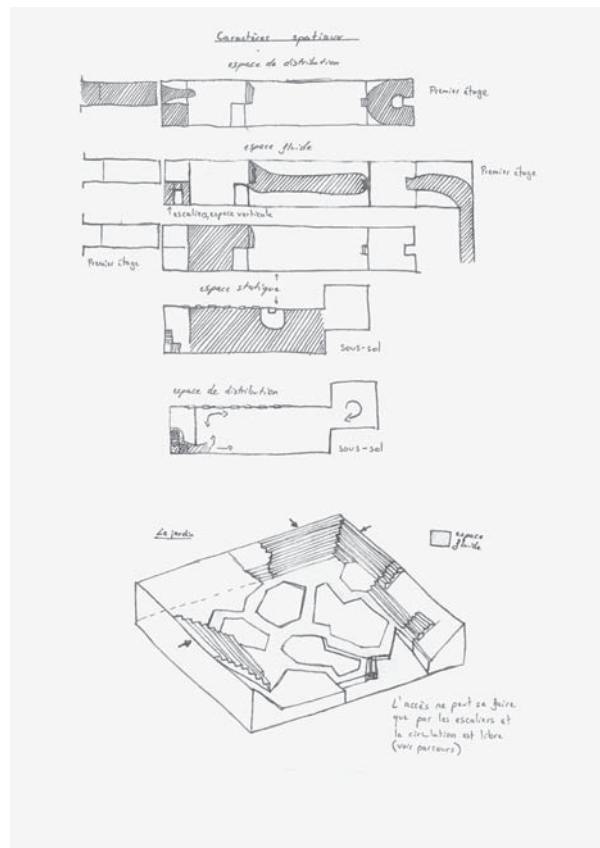 Caractères spatiaux
espace de distribution
Premier étage
espace fluide
Premier étage
↑escaliers, espace verticule
Premier étage
espace statique
sous-sol
espace de distribution
sous-sol
Le jardin
espace
fluide
L'accès ne peut se faire
que par les escaliers et
la circulation est libre
(voir parcours)